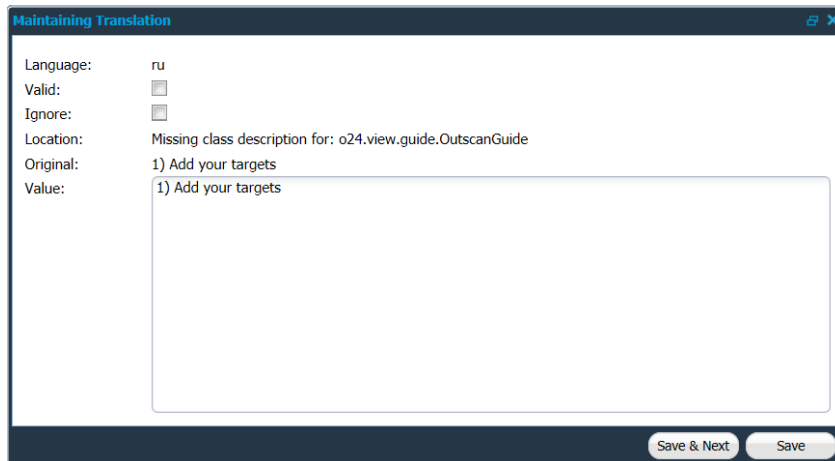 Maintaining Translation
Language: ru
Valid:
Ignore:
Location: Missing class description for: o24.view.guide.OutscanGuide
Original: 1) Add your targets
Value: 1) Add your targets
Save & Next Save